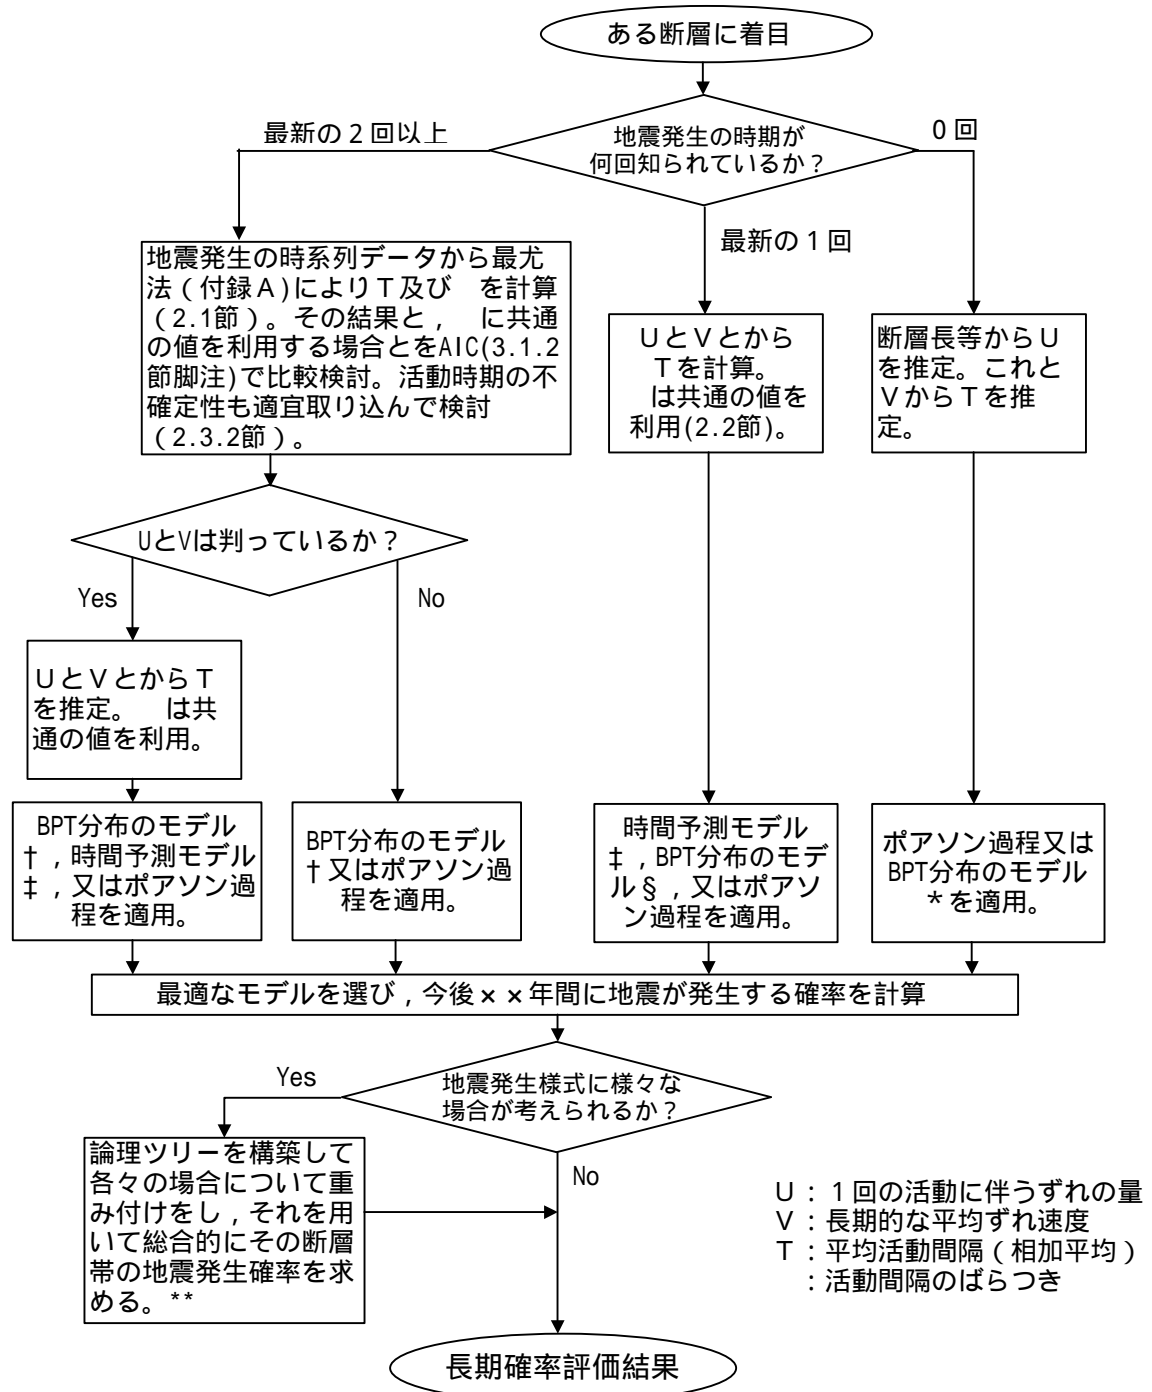 ある断層に着目
地震発生の時期が
何回知られているか？
最新の２回以上
０回
最新の１回
地震発生の時系列データから最尤
法（付録Ａ)によりＴ及び　を計算
（2.1節）。その結果と，　に共通
の値を利用する場合とをAIC(3.1.2
節脚注)で比較検討。活動時期の不
確定性も適宜取り込んで検討
（2.3.2節）。
ＵとＶとから
Ｔを計算。
　は共通の値を
利用(2.2節)。
断層長等からＵ
を推定。これと
ＶからＴを推
定。
UとVは判っているか？
Yes
No
ＵとＶとからＴ
を推定。　は共
通の値を利用。
BPT分布のモデル
†，時間予測モデル
‡，又はポアソン過
程を適用。
BPT分布のモデル
†又はポアソン過
程を適用。
時間予測モデル
‡，BPT分布のモデ
ル§，又はポアソ
ン過程を適用。
ポアソン過程又は
BPT分布のモデル
＊を適用。
最適なモデルを選び，今後××年間に地震が発生する確率を計算
地震発生様式に様々な
場合が考えられるか？
Yes
No
論理ツリーを構築して
各々の場合について重
み付けをし，それを用
いて総合的にその断層
帯の地震発生確率を求
める。**
Ｕ：１回の活動に伴うずれの量
Ｖ：長期的な平均ずれ速度
Ｔ：平均活動間隔（相加平均）
　：活動間隔のばらつき
長期確率評価結果